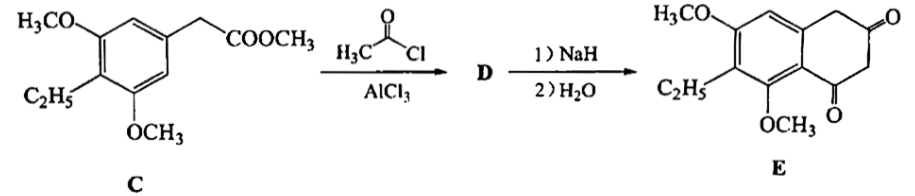 H₃CO
COOCH₃
C₂H₅
OCH₃
C
O
H₃C
Cl
AlCl₃
D
1) NaH
2) H₂O
H₃CO
O
C₂H₅
OCH₃
O
E